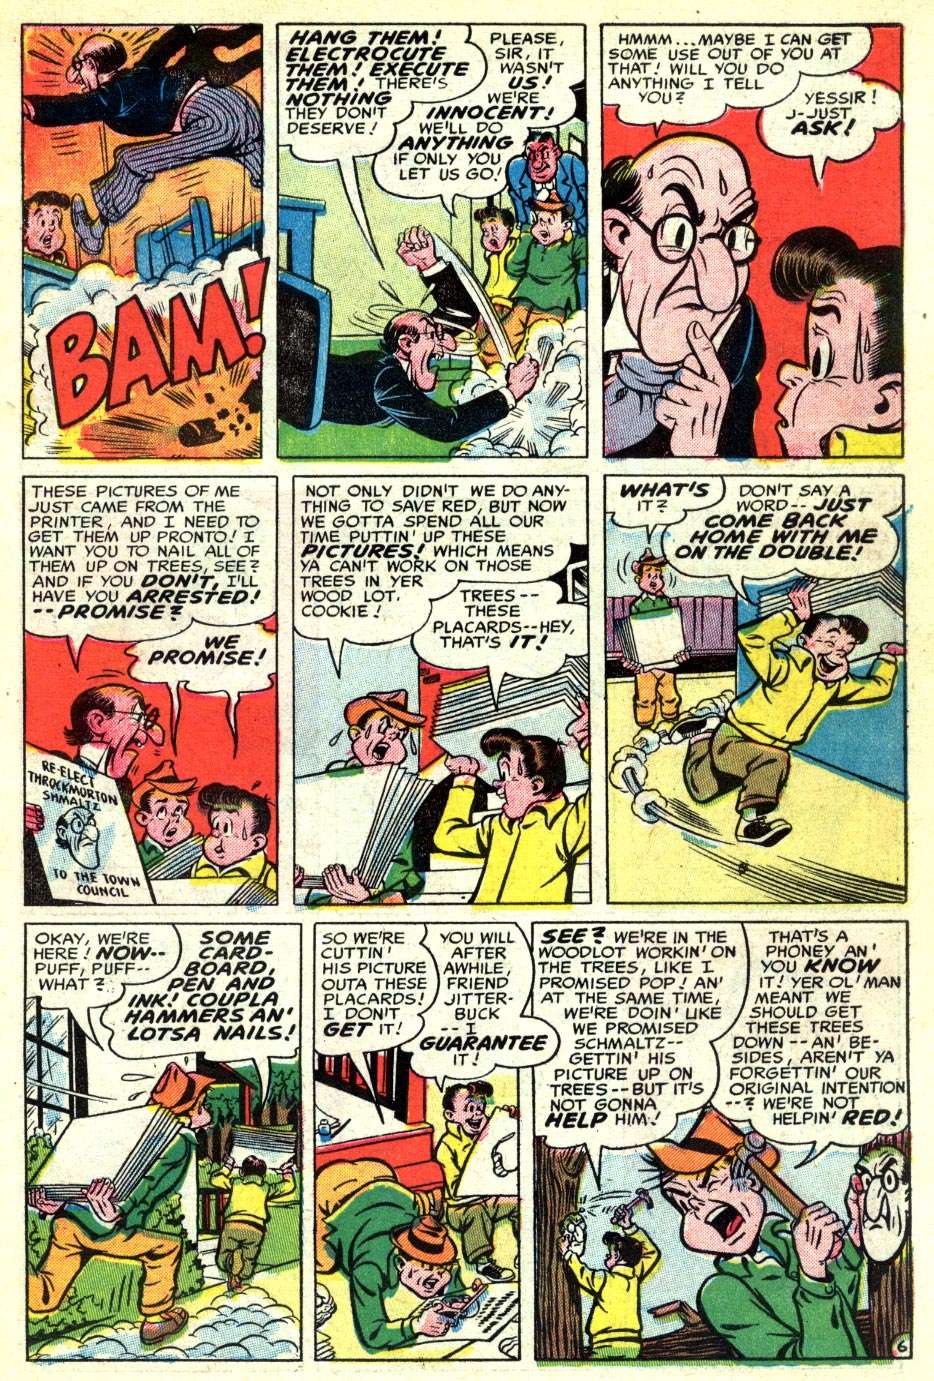 BAM!
HANG THEM!
ELECTROCUTE
THEM! EXECUTE
THEM! THERE'S
NOTHING
THEY DON'T
DESERVE!
PLEASE,
SIR, IT
WASN'T
US!
WE'RE
INNOCENT!
WE'LL DO
ANYTHING
IF ONLY YOU
LET US GO!
HMMM...MAYBE I CAN GET
SOME USE OUT OF YOU AT
THAT! WILL YOU DO
ANYTHING I TELL
YOU?
YESSIR!
J-JUST
ASK!
THESE PICTURES OF ME
JUST CAME FROM THE
PRINTER, AND I NEED TO
GET THEM UP PRONTO! I
WANT YOU TO NAIL ALL OF
THEM UP ON TREES, SEE?
AND IF YOU DON'T, I'LL
HAVE YOU ARRESTED!
--PROMISE?
WE
PROMISE!
RE-ELECT
THROCKMORTON
SHMALTZ
TO THE TOWN
COUNCIL
NOT ONLY DIDN'T WE DO ANY-
THING TO SAVE RED, BUT NOW
WE GOTTA SPEND ALL OUR
TIME PUTTIN' UP THESE
PICTURES! WHICH MEANS
YA CAN'T WORK ON THOSE
TREES IN YER
WOOD LOT,
COOKIE!
TREES--
THESE
PLACARDS--HEY,
THAT'S IT!
WHAT'S
IT?
DON'T SAY A
WORD--JUST
COME BACK
HOME WITH ME
ON THE DOUBLE!
OKAY, WE'RE
HERE! NOW--
PUFF, PUFF--
WHAT?
SOME
CARD-
BOARD,
PEN AND
INK! COUPLA
HAMMERS AN'
LOTSA NAILS!
SO WE'RE
CUTTIN'
HIS PICTURE
OUTA THESE
PLACARDS!
I DON'T
GET IT!
YOU WILL
AFTER
AWHILE,
FRIEND
JITTER-
BUCK
--I
GUARANTEE
IT!
SEE? WE'RE IN THE
WOODLOT WORKIN' ON
THE TREES, LIKE I
PROMISED POP! AN'
AT THE SAME TIME,
WE'RE DOIN' LIKE
WE PROMISED
SCHMALTZ--
GETTIN' HIS
PICTURE UP ON
TREES--BUT IT'S
NOT GONNA
HELP HIM!
THAT'S A
PHONEY AN'
YOU KNOW
IT! YER OL' MAN
MEANT WE
SHOULD GET
THESE TREES
DOWN--AN' BE-
SIDES, AREN'T YA
FORGETTIN' OUR
ORIGINAL INTENTION
--? WE'RE NOT
HELPIN' RED!
6